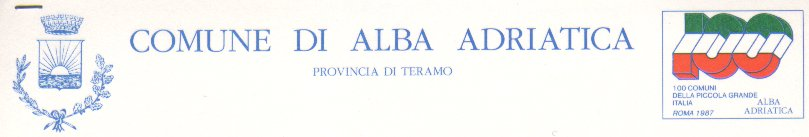 COMUNE DI ALBA ADRIATICA
PROVINCIA DI TERAMO
100
100 COMUNI
DELLA PICCOLA GRANDE
ITALIA
ROMA 1987
ALBA
ADRIATICA